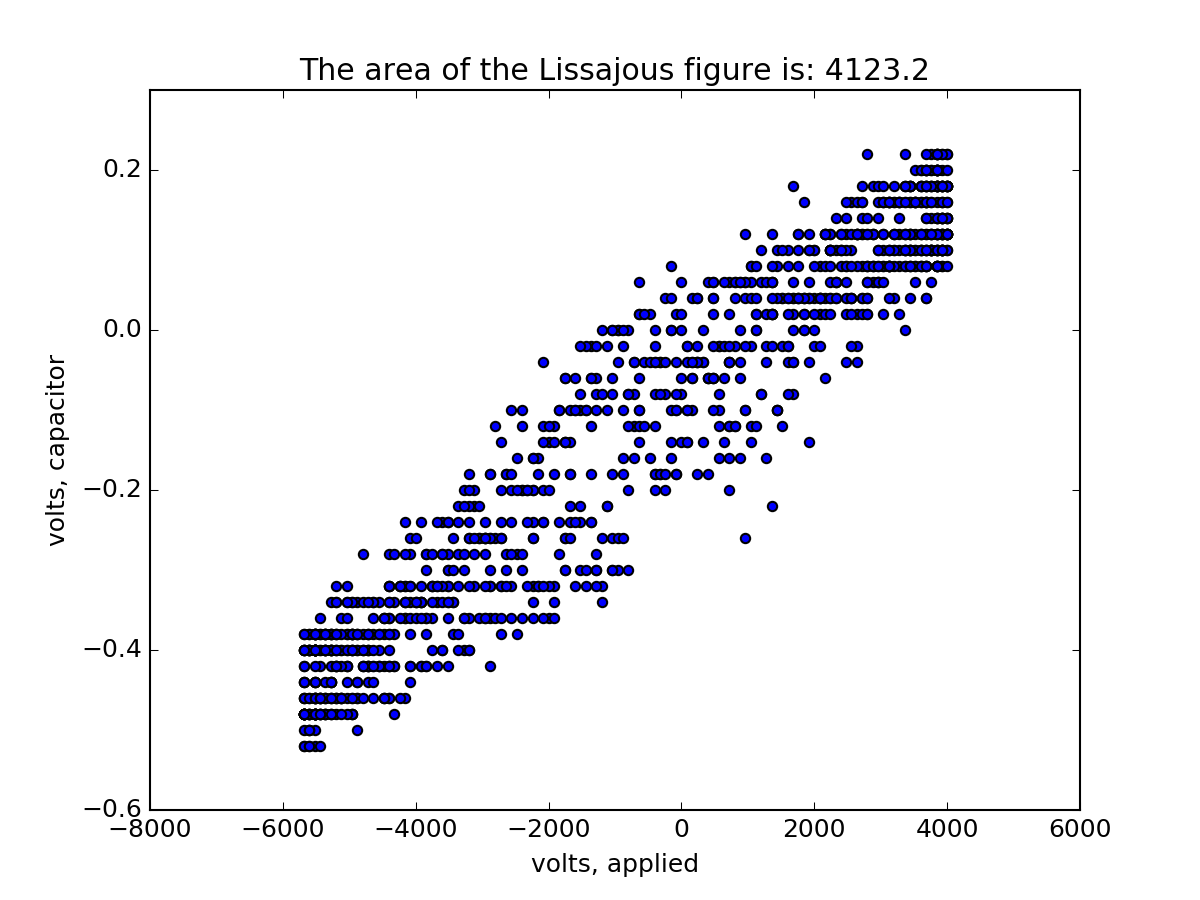 The area of the Lissajous figure is: 4123.2
0.2
0.0
−0.2
−0.4
−0.6
volts, capacitor
−8000 −6000 −4000 −2000 0 2000 4000 6000
volts, applied